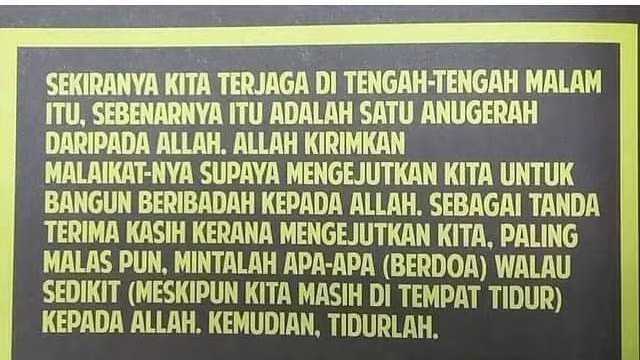 SEKIRANYA KITA TERJAGA DI TENGAH-TENGAH MALAM
ITU, SEBENARNYA ITU ADALAH SATU ANUGERAH
DARIPADA ALLAH. ALLAH KIRIMKAN
MALAIKAT-NYA SUPAYA MENGEJUTKAN KITA UNTUK
BANGUN BERIBADAH KEPADA ALLAH. SEBAGAI TANDA
TERIMA KASIH KERANA MENGEJUTKAN KITA, PALING
MALAS PUN, MINTALAH APA-APA (BERDOA) WALAU
SEDIKIT (MESKIPUN KITA MASIH DI TEMPAT TIDUR)
KEPADA ALLAH. KEMUDIAN, TIDURLAH.